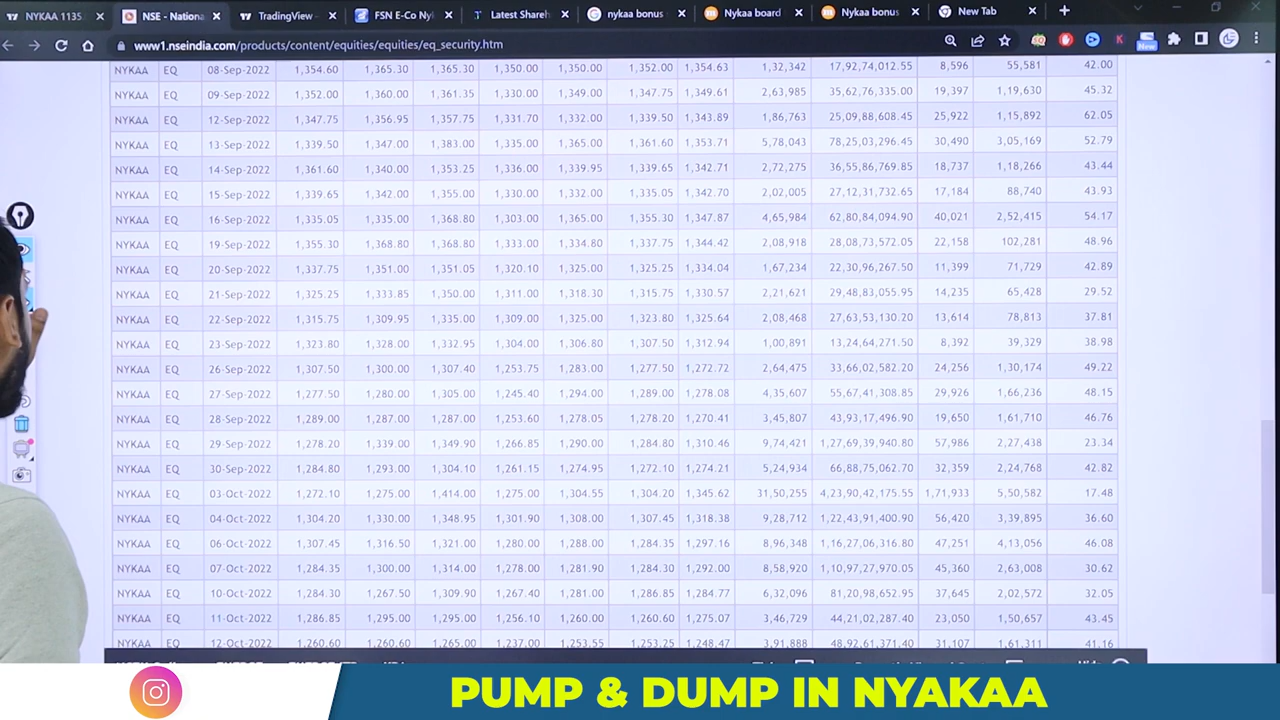 NYKAA 1135
NSE - Nationa
TradingView -
FSN E-Co Nyk
Latest Shareh
nykaa bonus
Nykaa board
Nykaa bonus
New Tab
www1.nseindia.com/products/content/equities/equities/eq_security.htm
New
NYKAA EQ 08-Sep-2022 1,354.60 1,365.30 1,365.30 1,350.00 1,350.00 1,352.00 1,354.63 1,32,342 17,92,74,012.55 8,596 55,581 42.00
NYKAA EQ 09-Sep-2022 1,352.00 1,360.00 1,361.35 1,330.00 1,349.00 1,347.75 1,349.61 2,63,985 35,62,76,335.00 19,397 1,19,630 45.32
NYKAA EQ 12-Sep-2022 1,347.75 1,356.95 1,357.75 1,331.70 1,332.00 1,339.50 1,343.89 1,86,763 25,09,88,608.45 25,922 1,15,892 62.05
NYKAA EQ 13-Sep-2022 1,339.50 1,347.00 1,383.00 1,335.00 1,365.00 1,361.60 1,353.71 5,78,043 78,25,03,296.45 30,490 3,05,169 52.79
NYKAA EQ 14-Sep-2022 1,361.60 1,340.00 1,353.25 1,336.00 1,339.95 1,339.65 1,342.71 2,72,275 36,55,86,769.85 18,737 1,18,266 43.44
NYKAA EQ 15-Sep-2022 1,339.65 1,342.00 1,355.00 1,330.00 1,332.00 1,335.05 1,342.70 2,02,005 27,12,31,732.65 17,184 88,740 43.93
NYKAA EQ 16-Sep-2022 1,335.05 1,335.00 1,368.80 1,303.00 1,365.00 1,355.30 1,347.87 4,65,984 62,80,84,094.90 40,021 2,52,415 54.17
NYKAA EQ 19-Sep-2022 1,355.30 1,368.80 1,368.80 1,333.00 1,334.80 1,337.75 1,344.42 2,08,918 28,08,73,572.05 22,158 102,281 48.96
NYKAA EQ 20-Sep-2022 1,337.75 1,351.00 1,351.05 1,320.10 1,325.00 1,325.25 1,334.04 1,67,234 22,30,96,267.50 11,399 71,729 42.89
NYKAA EQ 21-Sep-2022 1,325.25 1,333.85 1,350.00 1,311.00 1,318.30 1,315.75 1,330.57 2,21,621 29,48,83,055.95 14,235 65,428 29.52
NYKAA EQ 22-Sep-2022 1,315.75 1,309.95 1,335.00 1,309.00 1,325.00 1,323.80 1,325.64 2,08,468 27,63,53,130.20 13,614 78,813 37.81
NYKAA EQ 23-Sep-2022 1,323.80 1,328.00 1,332.95 1,304.00 1,306.80 1,307.50 1,312.94 1,00,891 13,24,64,271.50 8,392 39,329 38.98
NYKAA EQ 26-Sep-2022 1,307.50 1,300.00 1,307.40 1,253.75 1,283.00 1,277.50 1,272.72 2,64,475 33,66,02,582.20 24,256 1,30,174 49.22
NYKAA EQ 27-Sep-2022 1,277.50 1,280.00 1,305.00 1,245.40 1,294.00 1,289.00 1,278.08 4,35,607 55,67,41,308.85 29,926 1,66,236 48.15
NYKAA EQ 28-Sep-2022 1,289.00 1,287.00 1,287.00 1,253.60 1,278.05 1,278.20 1,270.41 3,45,807 43,93,17,496.90 19,650 1,61,710 46.76
NYKAA EQ 29-Sep-2022 1,278.20 1,339.00 1,349.95 1,266.85 1,290.00 1,284.80 1,310.46 9,74,421 1,27,69,39,940.80 57,986 2,27,438 23.34
NYKAA EQ 30-Sep-2022 1,284.80 1,293.00 1,304.10 1,261.15 1,274.95 1,272.10 1,274.21 5,24,934 66,88,75,062.70 32,359 2,24,768 42.82
NYKAA EQ 03-Oct-2022 1,272.10 1,275.00 1,414.00 1,275.00 1,304.55 1,304.20 1,345.62 31,50,255 4,23,90,42,175.55 1,71,933 5,50,582 17.48
NYKAA EQ 04-Oct-2022 1,304.20 1,330.00 1,348.95 1,301.90 1,308.00 1,307.45 1,318.38 9,28,712 1,22,43,91,400.90 56,420 3,39,895 36.60
NYKAA EQ 06-Oct-2022 1,307.45 1,316.50 1,321.00 1,280.00 1,288.00 1,284.35 1,297.16 8,96,348 1,16,27,06,316.80 47,251 4,13,056 46.08
NYKAA EQ 07-Oct-2022 1,284.35 1,300.00 1,314.00 1,278.00 1,281.90 1,284.30 1,292.00 8,58,920 1,10,97,27,970.05 45,360 2,63,008 30.62
NYKAA EQ 10-Oct-2022 1,284.30 1,267.50 1,309.90 1,267.40 1,281.00 1,286.85 1,284.77 6,32,096 81,20,98,652.95 37,645 2,02,572 32.05
NYKAA EQ 11-Oct-2022 1,286.85 1,295.00 1,295.00 1,256.10 1,260.00 1,260.60 1,275.07 3,46,729 44,21,02,287.40 23,050 1,50,657 43.45
NYKAA EQ 12-Oct-2022 1,260.60 1,260.60 1,265.00 1,237.00 1,253.55 1,253.25 1,248.47 3,91,888 48,92,61,371.40 31,107 1,61,311 41.16
PUMP & DUMP IN NYAKAA